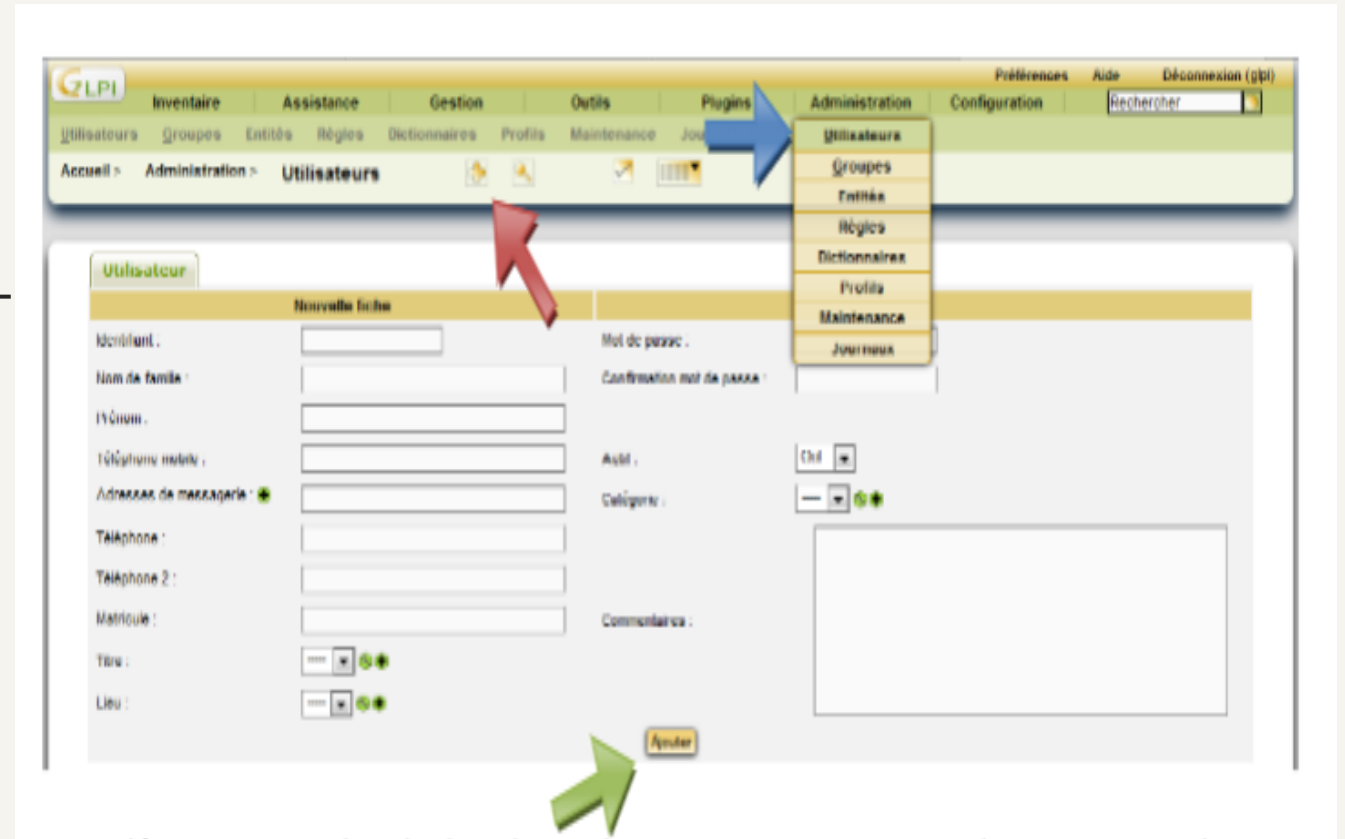 GLPI
Préférences Aide Déconnexion (glpi)
Inventaire Assistance Gestion Outils Plugins Administration Configuration Rechercher
Utilisateurs Groupes Entités Règles Dictionnaires Profils Maintenance
Accueil > Administration > Utilisateurs
Utilisateurs
Groupes
Entités
Règles
Dictionnaires
Profils
Maintenance
Journaux
Utilisateur
Nouvelle fiche
Identifiant :
Mot de passe :
Nom de famille :
Confirmation mot de passe :
Prénom :
Téléphone mobile :
Actif :
Oui
Adresses de messagerie :
Catégorie :
Téléphone :
Téléphone 2 :
Matricule :
Commentaires :
Titre :
Lieu :
Ajouter